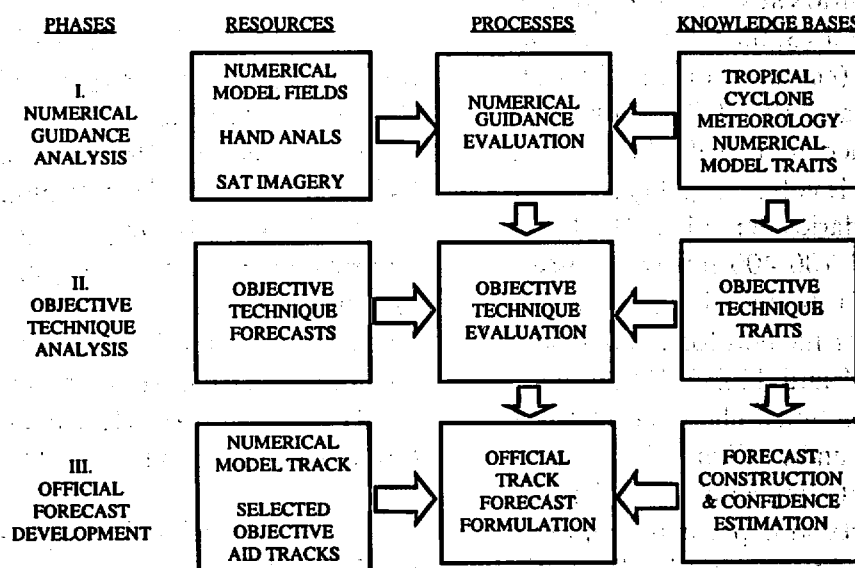 PHASES
RESOURCES
PROCESSES
KNOWLEDGE BASES
I.
NUMERICAL
GUIDANCE
ANALYSIS
NUMERICAL
MODEL FIELDS
HAND ANALS
SAT IMAGERY
NUMERICAL
GUIDANCE
EVALUATION
TROPICAL
CYCLONE
METEOROLOGY
NUMERICAL
MODEL TRAITS
II.
OBJECTIVE
TECHNIQUE
ANALYSIS
OBJECTIVE
TECHNIQUE
FORECASTS
OBJECTIVE
TECHNIQUE
EVALUATION
OBJECTIVE
TECHNIQUE
TRAITS
III.
OFFICIAL
FORECAST
DEVELOPMENT
NUMERICAL
MODEL TRACK
SELECTED
OBJECTIVE
AID TRACKS
OFFICIAL
TRACK
FORECAST
FORMULATION
FORECAST
CONSTRUCTION
& CONFIDENCE
ESTIMATION